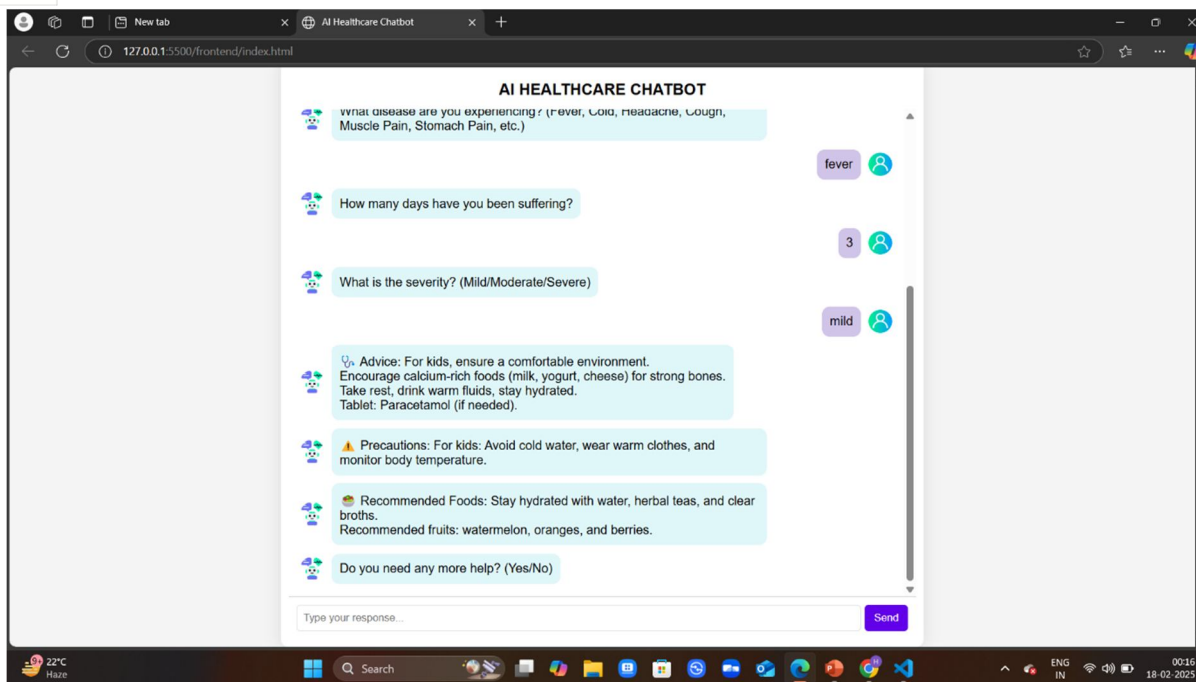 New tab
AI Healthcare Chatbot
127.0.0.1:5500/frontend/index.html
AI HEALTHCARE CHATBOT
What disease are you experiencing? (Fever, Cold, Headache, Cough,
Muscle Pain, Stomach Pain, etc.)
fever
How many days have you been suffering?
3
What is the severity? (Mild/Moderate/Severe)
mild
Advice: For kids, ensure a comfortable environment.
Encourage calcium-rich foods (milk, yogurt, cheese) for strong bones.
Take rest, drink warm fluids, stay hydrated.
Tablet: Paracetamol (if needed).
Precautions: For kids: Avoid cold water, wear warm clothes, and
monitor body temperature.
Recommended Foods: Stay hydrated with water, herbal teas, and clear
broths.
Recommended fruits: watermelon, oranges, and berries.
Do you need any more help? (Yes/No)
Type your response...
Send
9+
22°C
Haze
Search
ENG
IN
00:16
18-02-2025